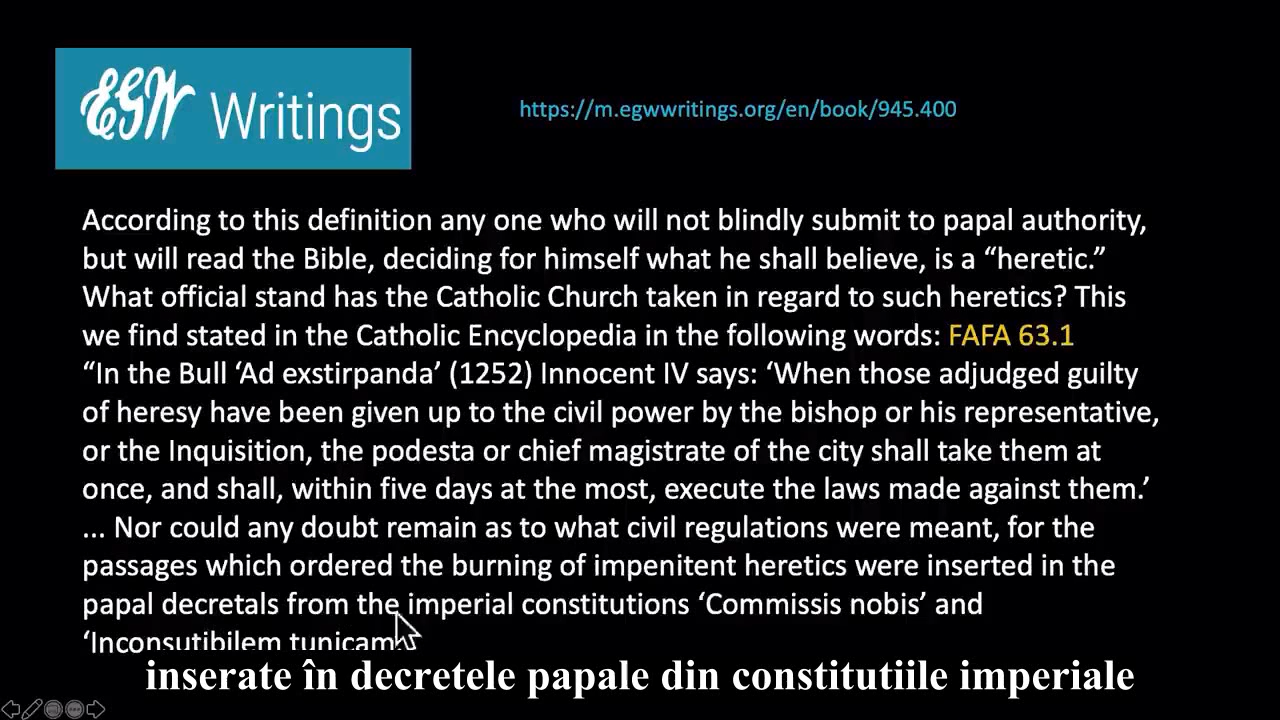 EGW Writings
https://m.egwwritings.org/en/book/945.400
According to this definition any one who will not blindly submit to papal authority,
but will read the Bible, deciding for himself what he shall believe, is a “heretic.”
What official stand has the Catholic Church taken in regard to such heretics? This
we find stated in the Catholic Encyclopedia in the following words: FAFA 63.1
“In the Bull ‘Ad exstirpanda’ (1252) Innocent IV says: ‘When those adjudged guilty
of heresy have been given up to the civil power by the bishop or his representative,
or the Inquisition, the podesta or chief magistrate of the city shall take them at
once, and shall, within five days at the most, execute the laws made against them.’
... Nor could any doubt remain as to what civil regulations were meant, for the
passages which ordered the burning of impenitent heretics were inserted in the
papal decretals from the imperial constitutions ‘Commissis nobis’ and
‘Inconsutibilem tunicam.
inserate în decretele papale din constitutiile imperiale